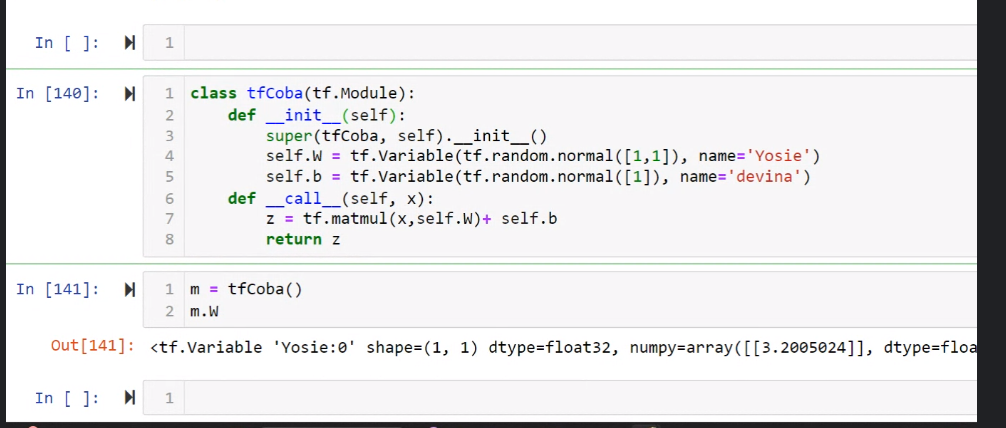 In [ ]: 1
In [140]: 1 class tfCoba(tf.Module):
2     def __init__(self):
3         super(tfCoba, self).__init__()
4         self.W = tf.Variable(tf.random.normal([1,1]), name='Yosie')
5         self.b = tf.Variable(tf.random.normal([1]), name='devina')
6     def __call__(self, x):
7         z = tf.matmul(x,self.W)+ self.b
8         return z
In [141]: 1 m = tfCoba()
2 m.W
Out[141]: <tf.Variable 'Yosie:0' shape=(1, 1) dtype=float32, numpy=array([[3.2005024]], dtype=floa
In [ ]: 1